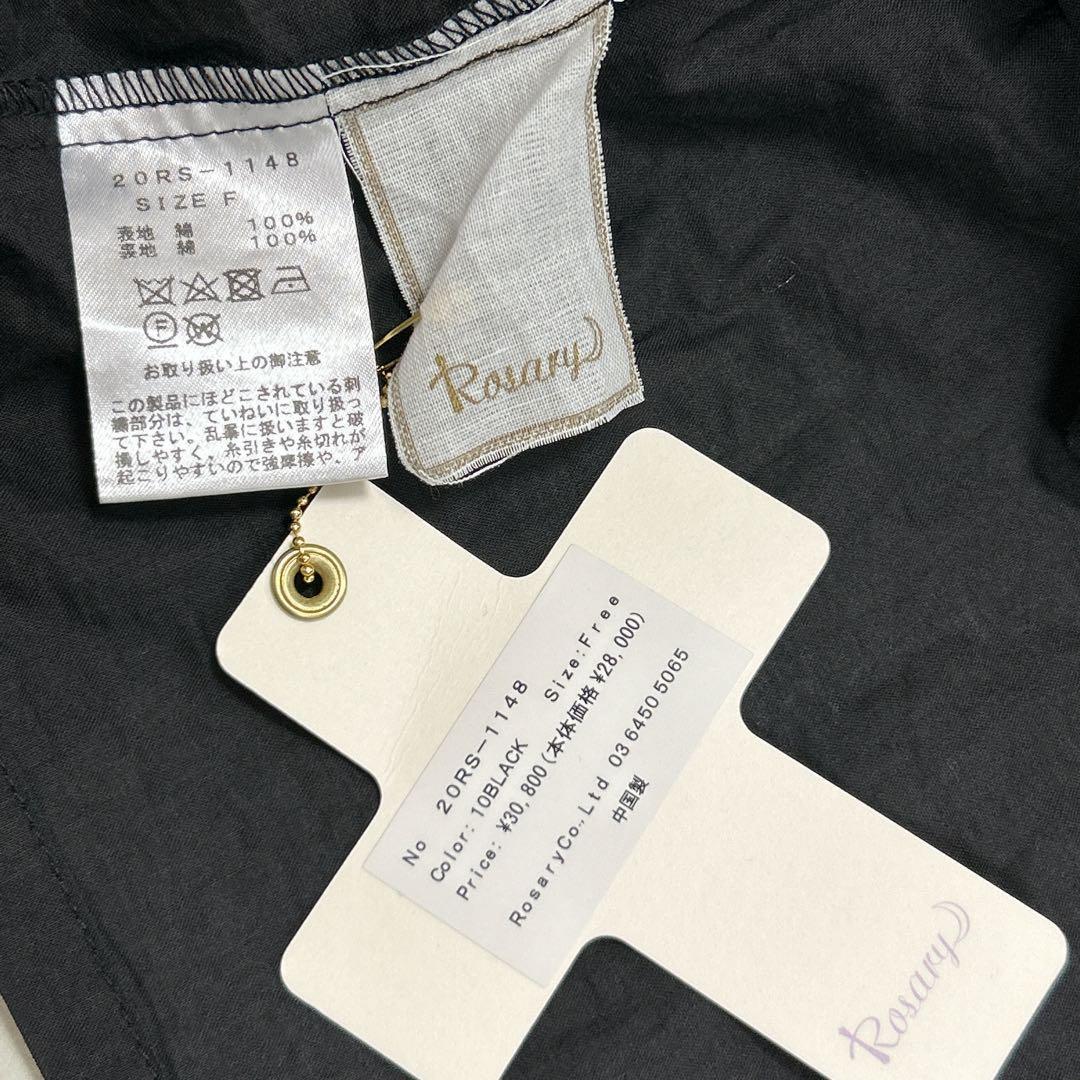 20RS-1148
SIZE F
表地 綿 100%
裏地 綿 100%
F
W
お取り扱い上の御注意
この製品にほどこされている刺
繍部分は、ていねいに取り扱っ
て下さい。乱暴に扱いますと破
損しやすく、糸引きや糸切れが
起こりやすいので強摩擦や、ア
Rosary
No 20RS-1148
Color: 10BLACK Size:Free
Price: ¥30,800(本体価格 ¥28,000)
RosaryCo.,Ltd 03 6450 5065
中国製
Rosary